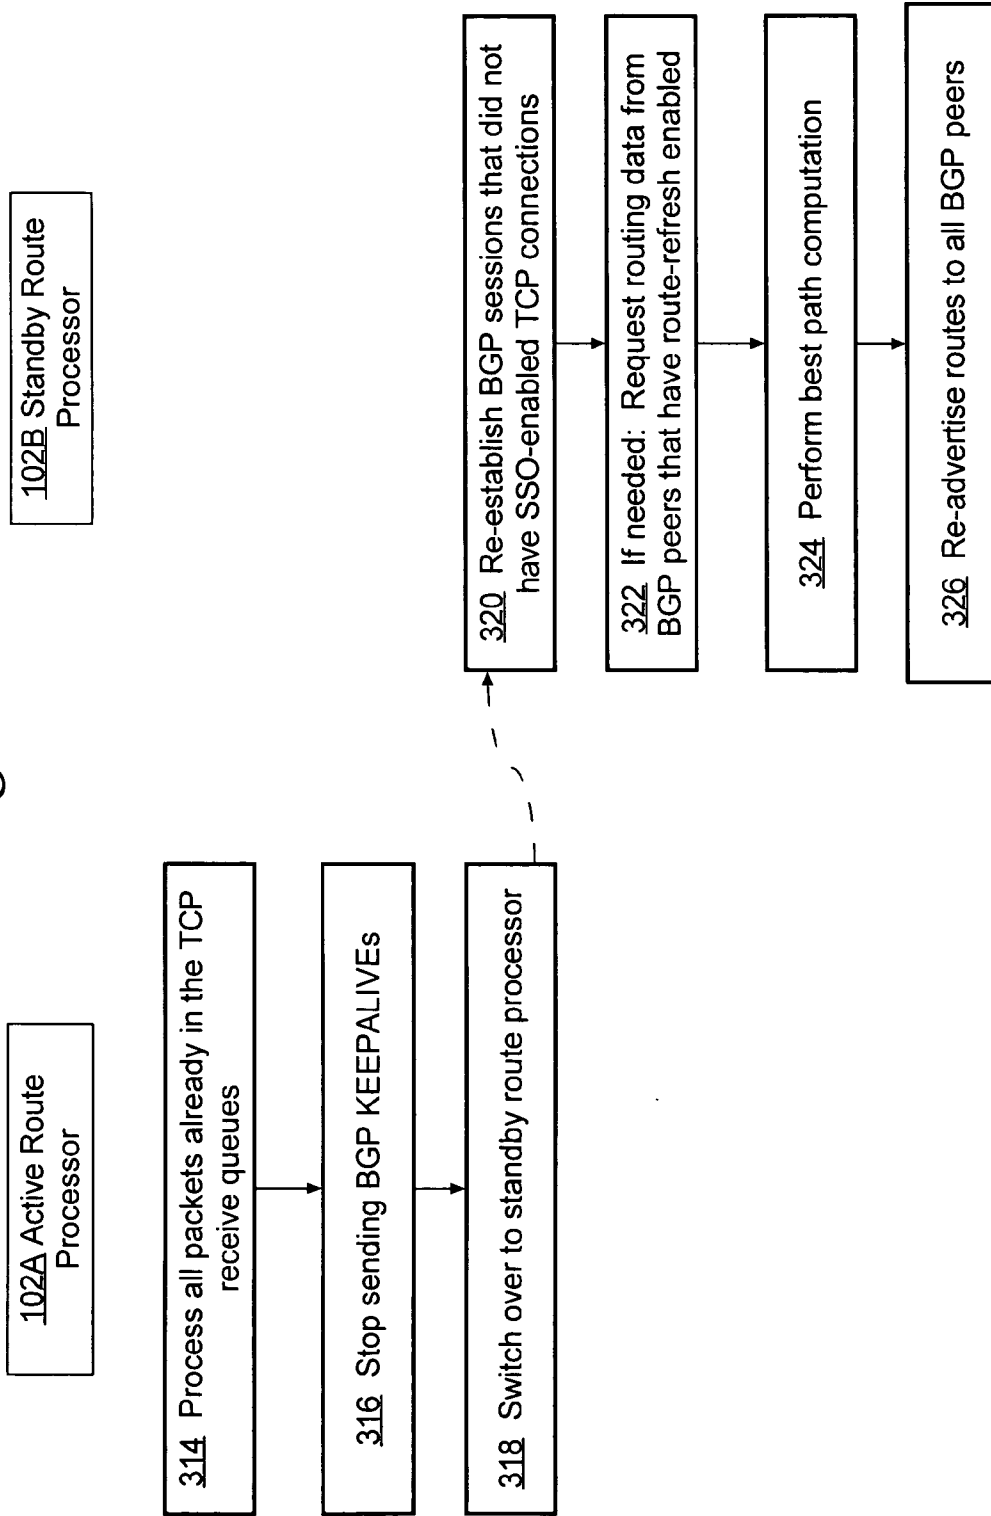 102A Active Route
Processor
314 Process all packets already in the TCP
receive queues
316 Stop sending BGP KEEPALIVEs
318 Switch over to standby route processor
102B Standby Route
Processor
320 Re-establish BGP sessions that did not
have SSO-enabled TCP connections
322 If needed: Request routing data from
BGP peers that have route-refresh enabled
324 Perform best path computation
326 Re-advertise routes to all BGP peers